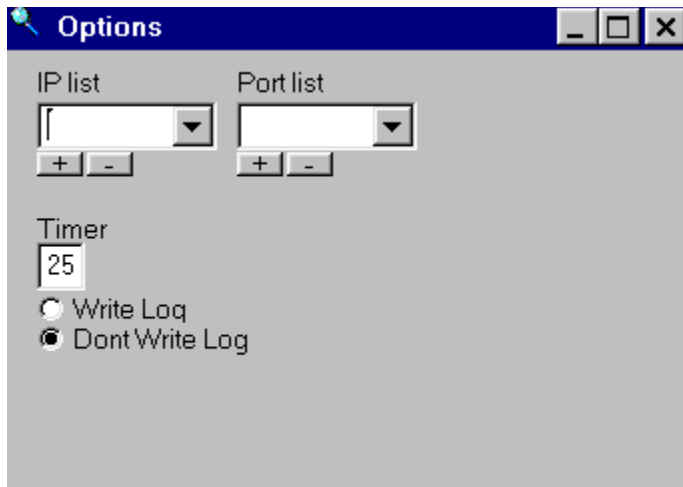 Options
IP list Port list
+ - + -
Timer
25
Write Log
Dont Write Log